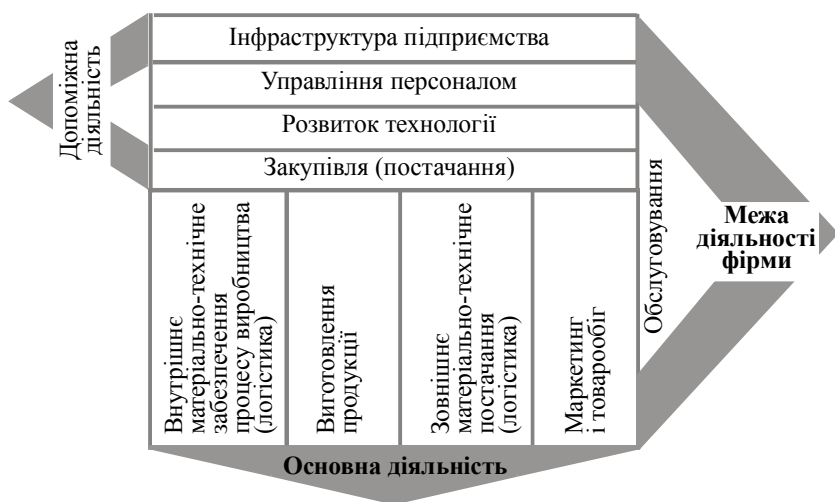 Інфраструктура підприємства
Управління персоналом
Розвиток технології
Закупівля (постачання)
Допоміжна
діяльність
Внутрішнє
матеріально-технічне
забезпечення
процесу виробництва
(логістика)
Виготовлення
продукції
Зовнішнє
матеріально-технічне
постачання
(логістика)
Маркетинг
і товарообіг
Обслуговування
Межа
діяльності
фірми
Основна діяльність